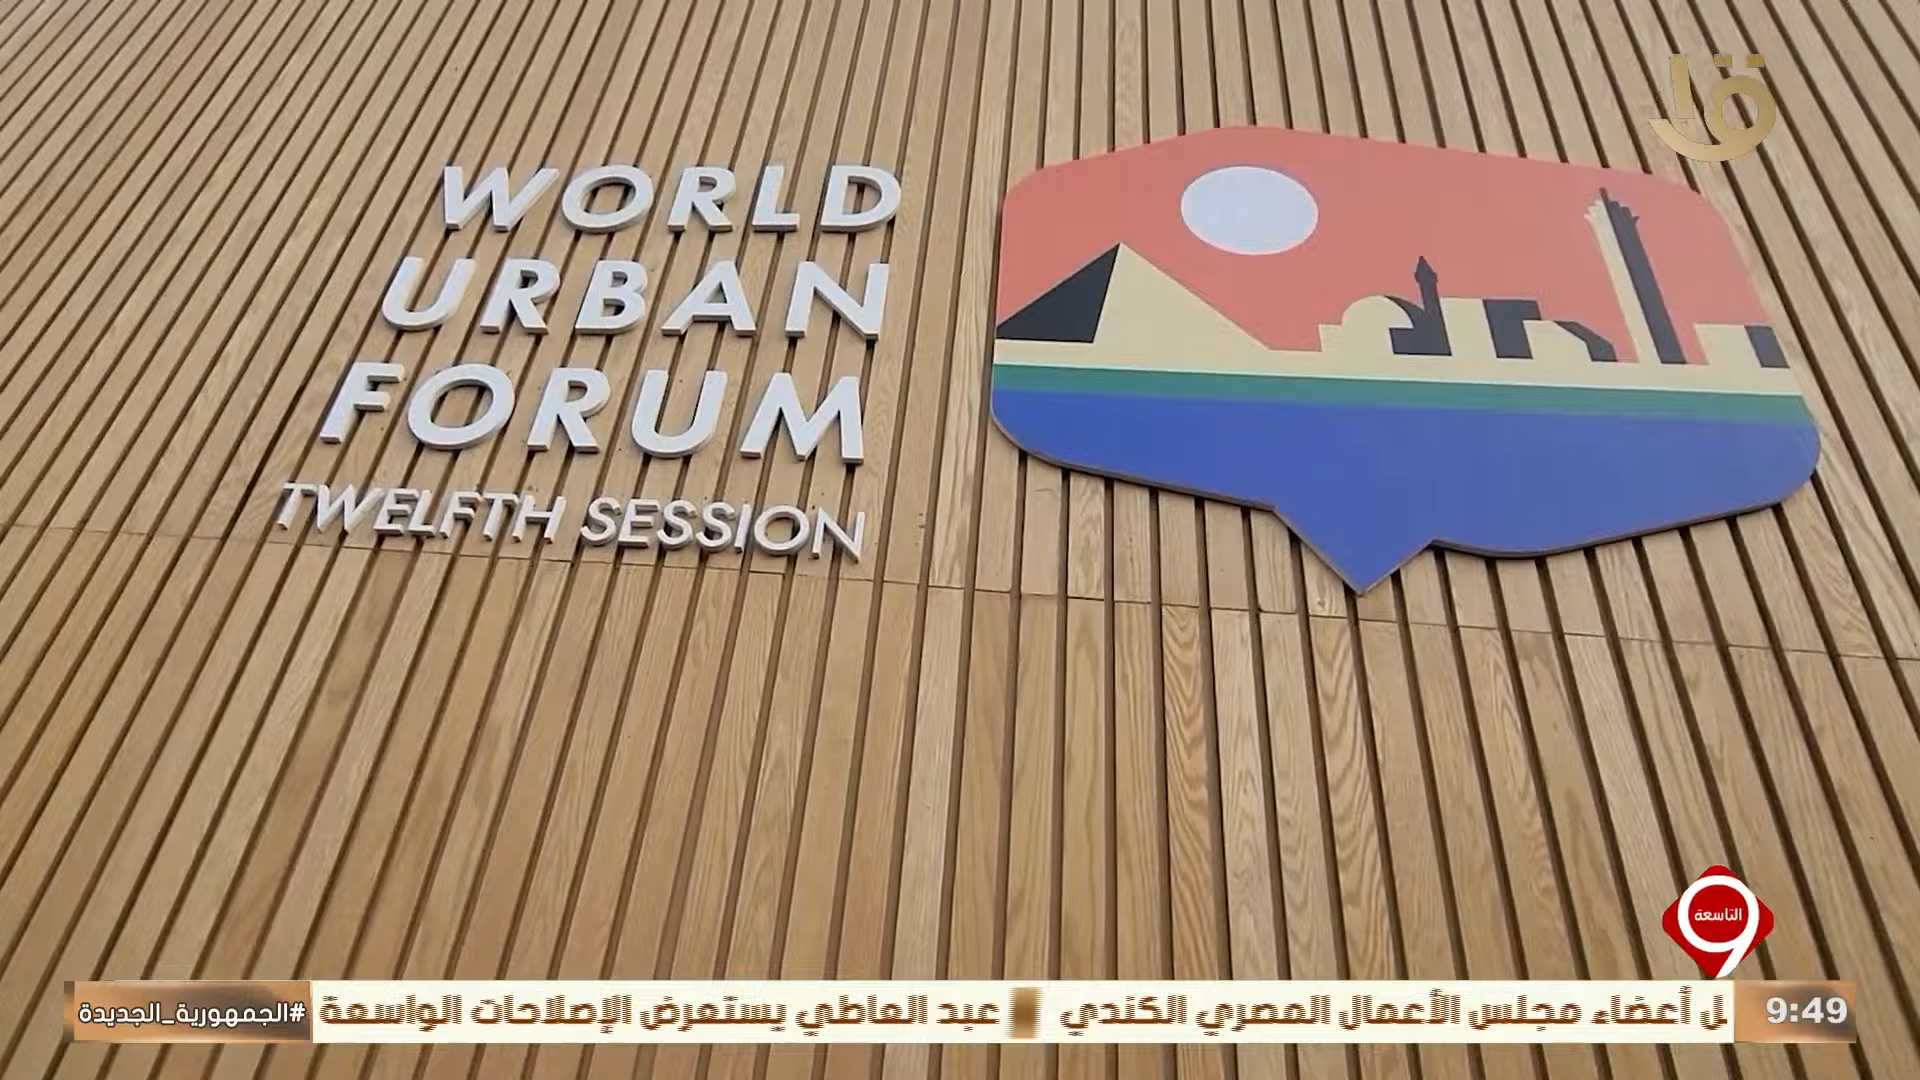 WORLD
URBAN
FORUM
TWELFTH SESSION
التاسعة
9
#الجمهورية_الجديدة
ل أعضاء مجلس الأعمال المصري الكندي
عبد العاطي يستعرض الإصلاحات الواسعة
9:49